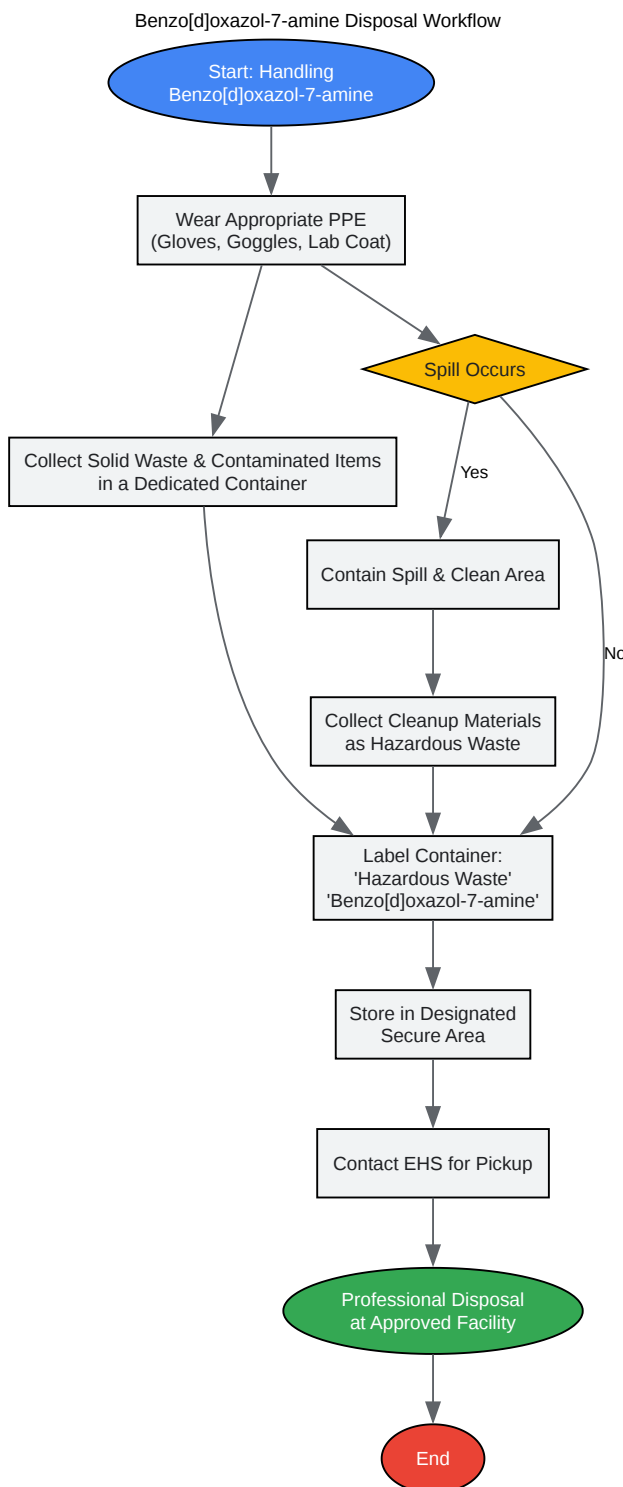 Benzo[d]oxazol-7-amine Disposal Workflow
Start: Handling
Benzo[d]oxazol-7-amine
Wear Appropriate PPE
(Gloves, Goggles, Lab Coat)
Spill Occurs
Collect Solid Waste & Contaminated Items
in a Dedicated Container
Yes
Contain Spill & Clean Area
No
Collect Cleanup Materials
as Hazardous Waste
Label Container:
'Hazardous Waste'
'Benzo[d]oxazol-7-amine'
Store in Designated
Secure Area
Contact EHS for Pickup
Professional Disposal
at Approved Facility
End